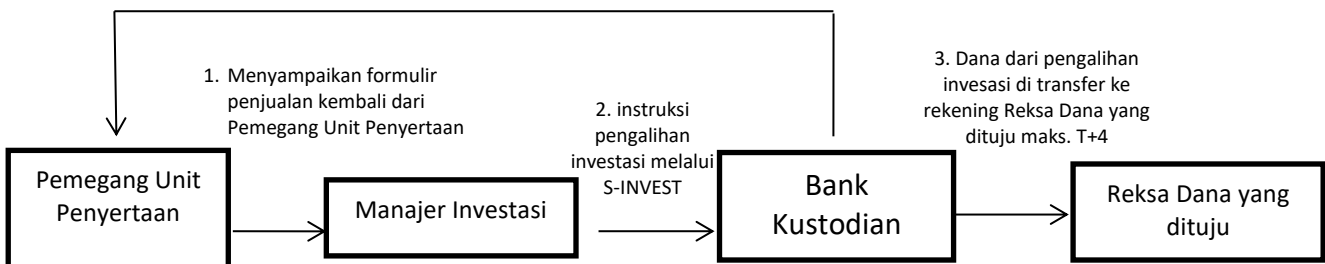 1. Menyampaikan formulir
penjualan kembali dari
Pemegang Unit Penyertaan
2. instruksi
pengalihan
investasi melalui
S-INVEST
3. Dana dari pengalihan
invesasi di transfer ke
rekening Reksa Dana yang
dituju maks. T+4
Pemegang Unit
Penyertaan
Manajer Investasi
Bank
Kustodian
Reksa Dana yang
dituju